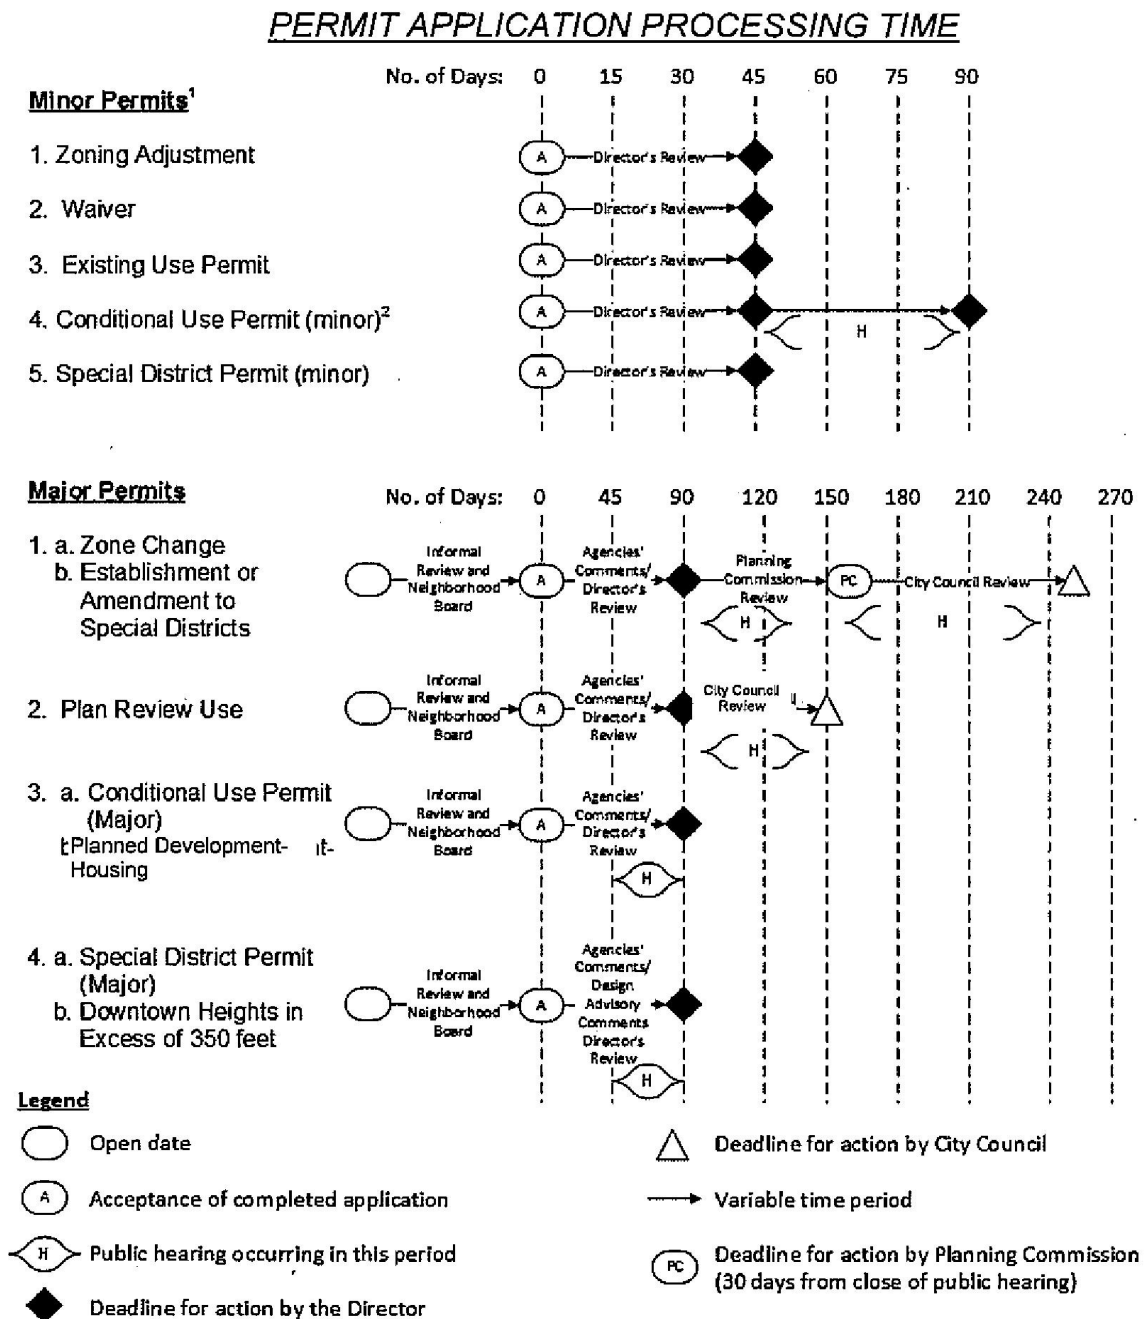 PERMIT APPLICATION PROCESSING TIME
No. of Days: 0 15 30 45 60 75 90
Minor Permits¹
1. Zoning Adjustment
A Director's Review
2. Waiver
A Director's Review
3. Existing Use Permit
A Director's Review
4. Conditional Use Permit (minor)²
A Director's Review
H
5. Special District Permit (minor)
A Director's Review
Major Permits
No. of Days: 0 45 90 120 150 180 210 240 270
1. a. Zone Change
b. Establishment or
Amendment to
Special Districts
Informal
Review and
Neighborhood
Board
A
Agencies'
Comments/
Director's
Review
Planning
Commission
Review
PC
City Council Review
H
H
2. Plan Review Use
Informal
Review and
Neighborhood
Board
A
Agencies'
Comments/
Director's
Review
City Council
Review
H
3. a. Conditional Use Permit
(Major)
Planned Development-
Housing
Informal
Review and
Neighborhood
Board
A
Agencies'
Comments/
Director's
Review
H
4. a. Special District Permit
(Major)
b. Downtown Heights in
Excess of 350 feet
Informal
Review and
Neighborhood
Board
A
Agencies'
Comments/
Design
Advisory
Comments
Director's
Review
H
Legend
Open date
A Acceptance of completed application
H Public hearing occurring in this period
Deadline for action by the Director
Deadline for action by City Council
Variable time period
PC Deadline for action by Planning Commission
(30 days from close of public hearing)